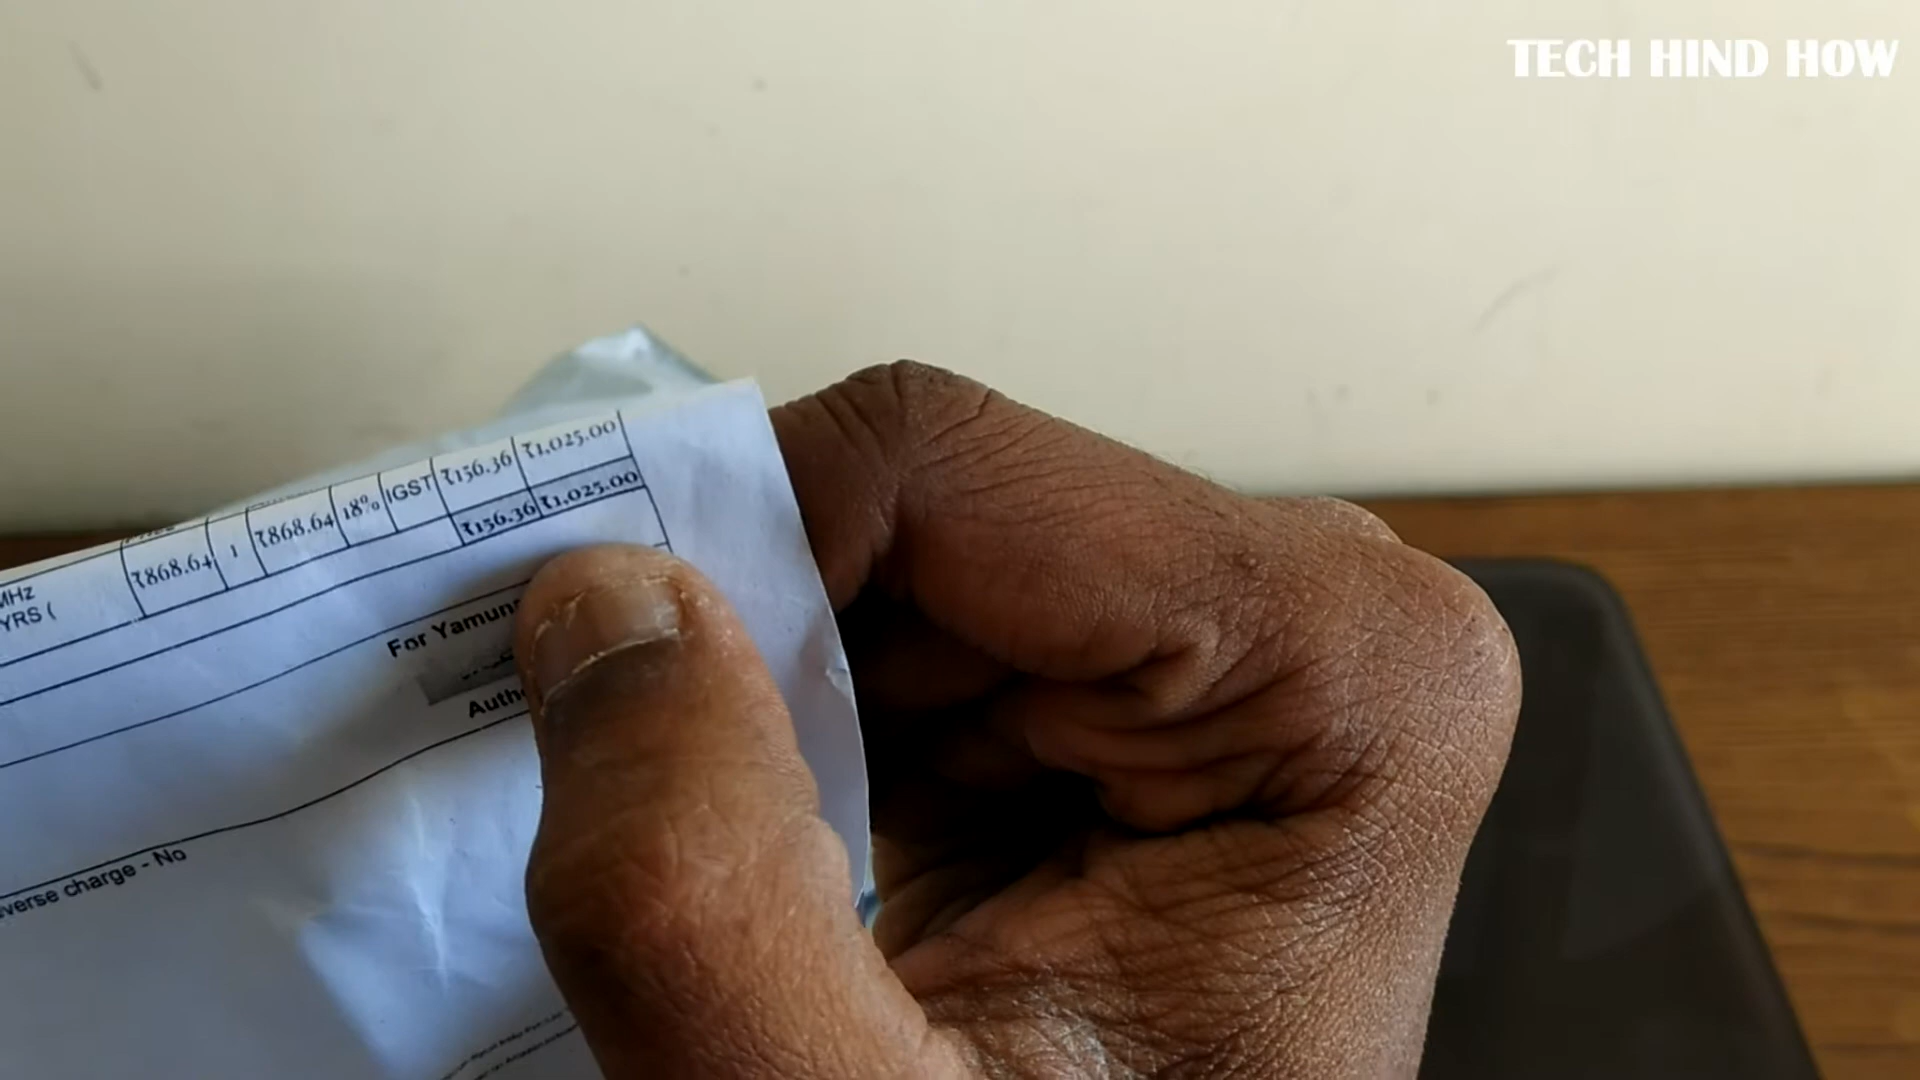 TECH HIND HOW
₹868.64 1 ₹868.64 18% IGST ₹156.36 ₹1,025.00
MHz
YRS (
₹156.36 ₹1,025.00
For Yamun
Auth
verse charge - No